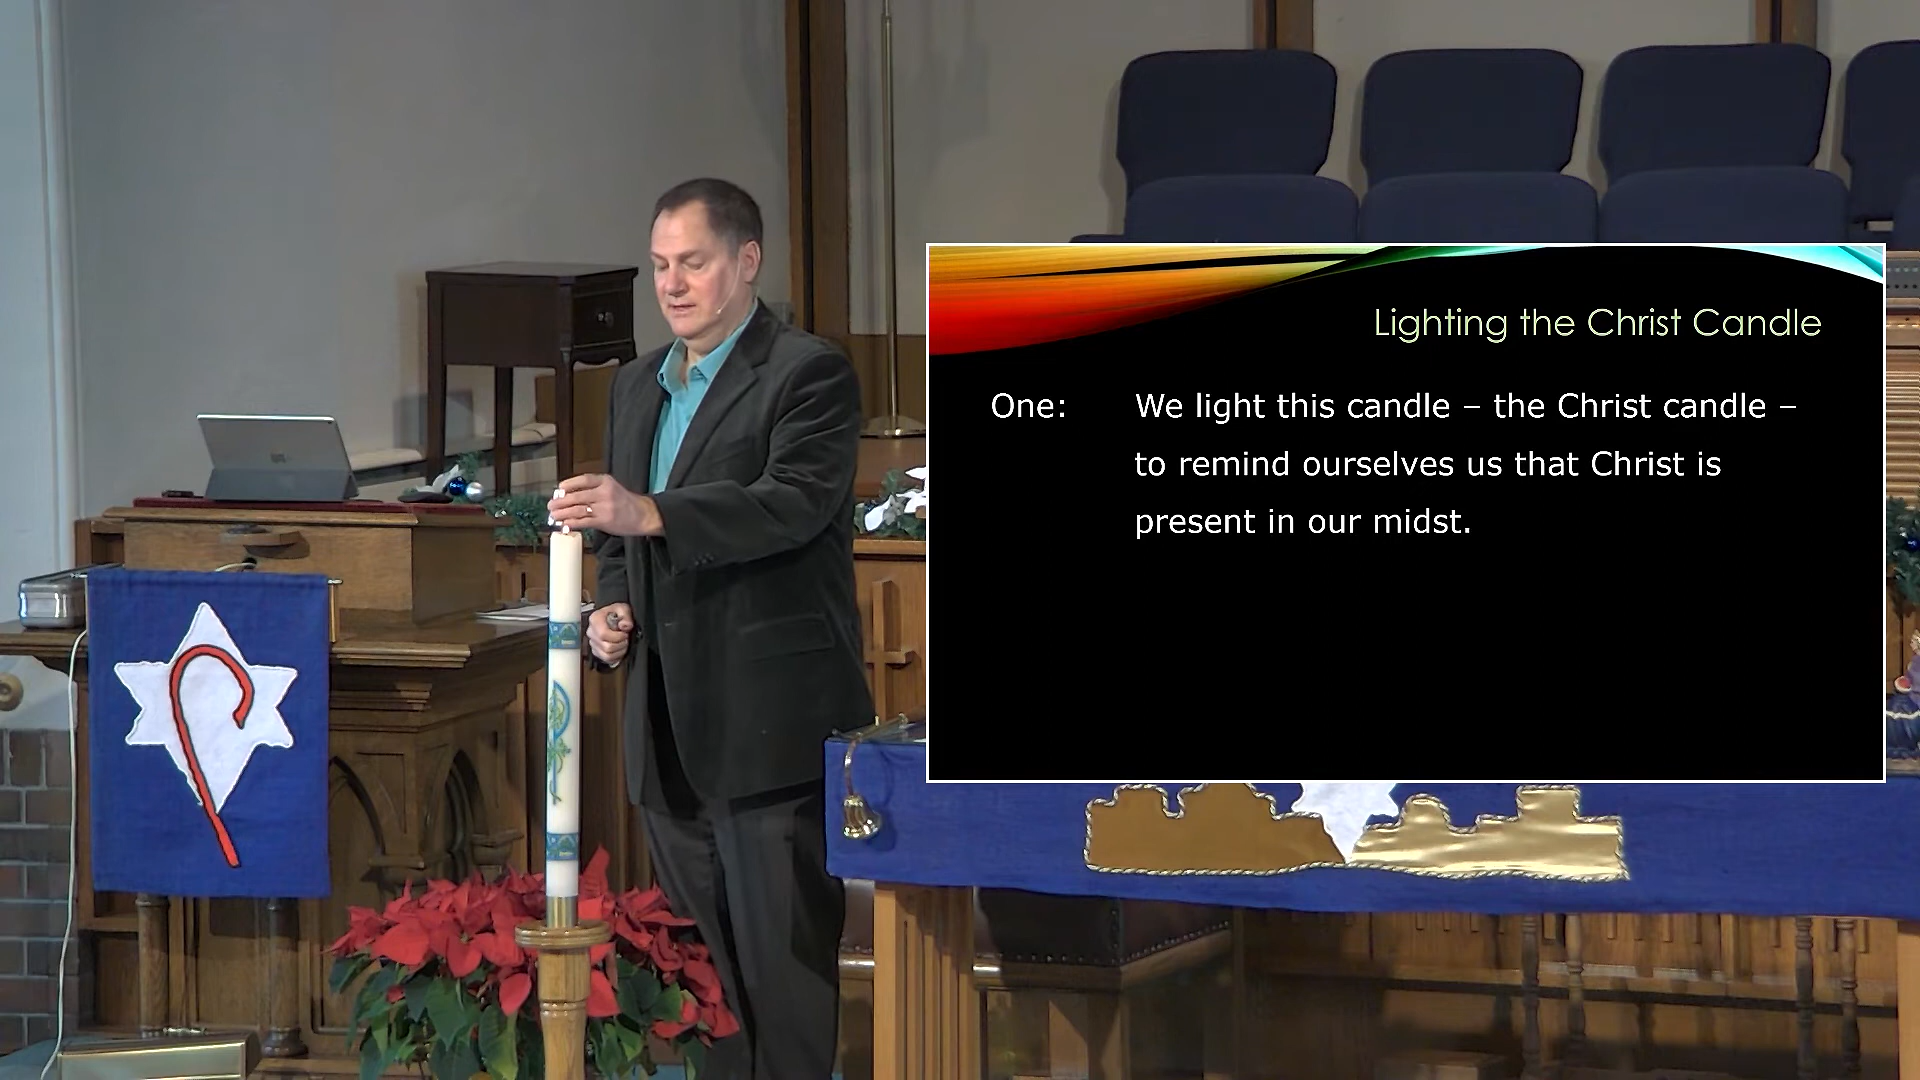 Lighting the Christ Candle
One: We light this candle – the Christ candle –
to remind ourselves us that Christ is
present in our midst.